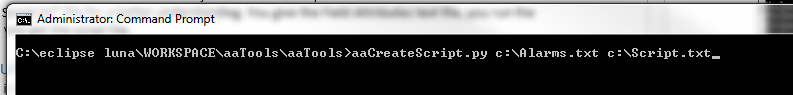 Administrator: Command Prompt
C:\eclipse luna\WORKSPACE\aaTools\aaTools>aaCreateScript.py c:\Alarms.txt c:\Script.txt_